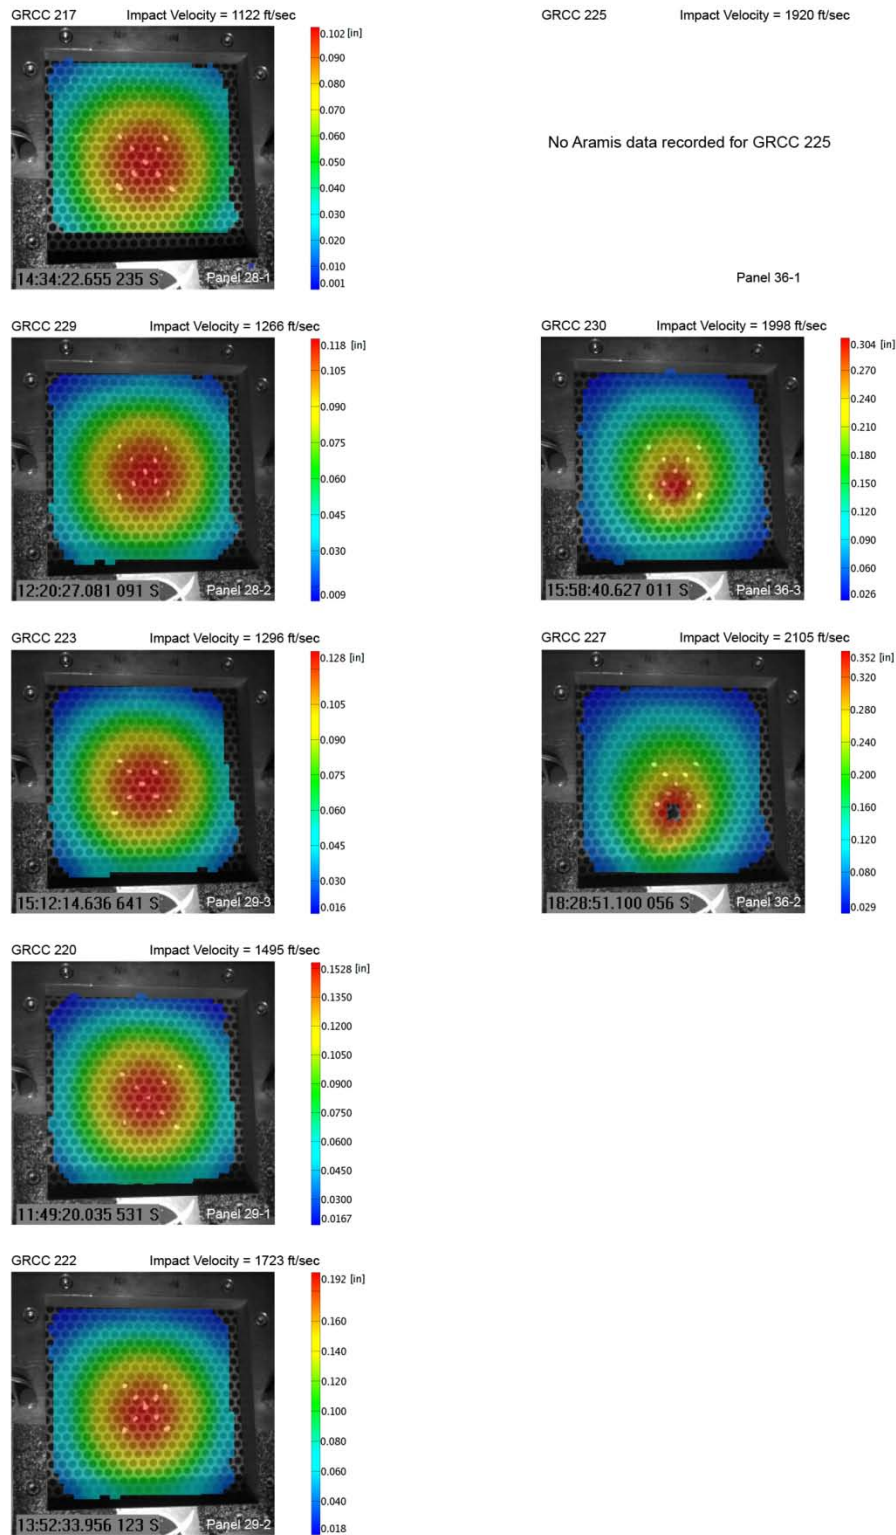 GRCC 217 Impact Velocity = 1122 ft/sec
0.102 [in]
0.090
0.080
0.070
0.060
0.050
0.040
0.030
0.020
0.010
0.001
14:34:22.655 235 S Panel 28-1
GRCC 229 Impact Velocity = 1266 ft/sec
0.118 [in]
0.105
0.090
0.075
0.060
0.045
0.030
0.009
12:20:27.081 091 S Panel 28-2
GRCC 223 Impact Velocity = 1296 ft/sec
0.128 [in]
0.105
0.090
0.075
0.060
0.045
0.030
0.016
15:12:14.636 641 S Panel 29-3
GRCC 220 Impact Velocity = 1495 ft/sec
0.1528 [in]
0.1350
0.1200
0.1050
0.0900
0.0750
0.0600
0.0450
0.0300
0.0167
11:49:20.035 531 S Panel 29-1
GRCC 222 Impact Velocity = 1723 ft/sec
0.192 [in]
0.160
0.140
0.120
0.100
0.080
0.060
0.040
0.018
13:52:33.956 123 S Panel 29-2
GRCC 225 Impact Velocity = 1920 ft/sec
No Aramis data recorded for GRCC 225
Panel 36-1
GRCC 230 Impact Velocity = 1998 ft/sec
0.304 [in]
0.270
0.240
0.210
0.180
0.150
0.120
0.090
0.060
0.026
15:58:40.627 011 S Panel 36-3
GRCC 227 Impact Velocity = 2105 ft/sec
0.352 [in]
0.320
0.280
0.240
0.200
0.160
0.120
0.080
0.029
18:28:51.100 056 S Panel 36-2